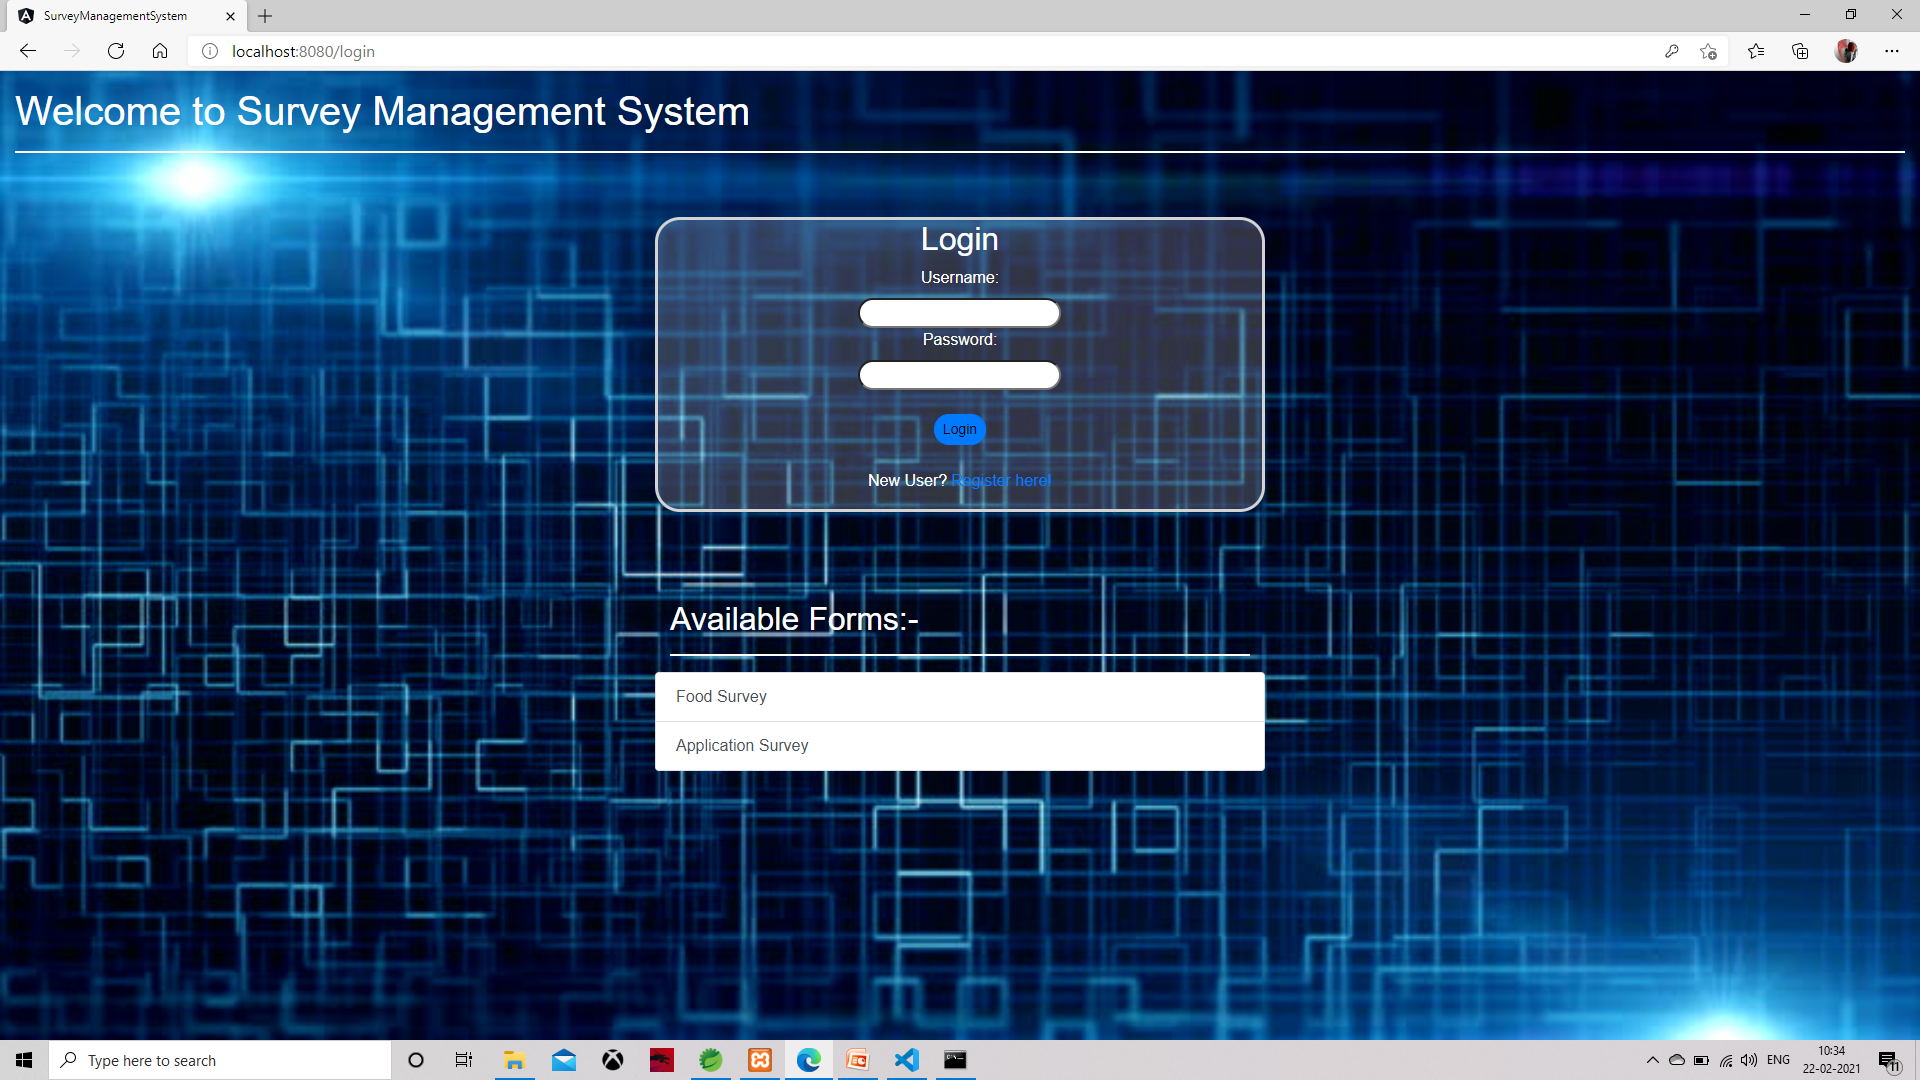 SurveyManagementSystem
localhost:8080/login
Welcome to Survey Management System
Login
Username:
Password:
Login
New User? Register here!
Available Forms:-
Food Survey
Application Survey
Type here to search
ENG
10:34
22-02-2021
11